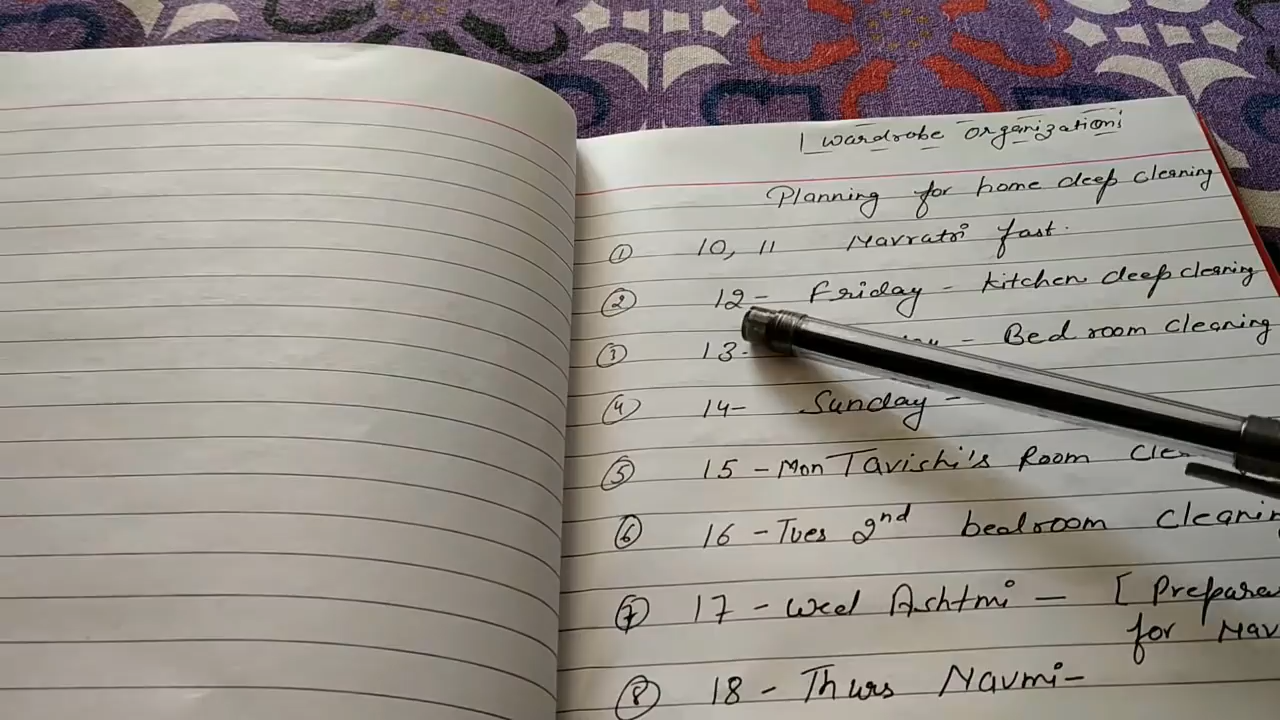 1 wardrobe organization:
Planning for home deep cleaning
① 10, 11 Navratri fast.
② 12- Friday - kitchen deep cleaning
③ 13- - Bed room cleaning
④ 14- Sunday -
⑤ 15 - Mon Tavishi's Room
⑥ 16 - Tues 2nd bedroom
⑦ 17 - Wed Ashtmi - [
for
⑧ 18 - Thurs Navmi-